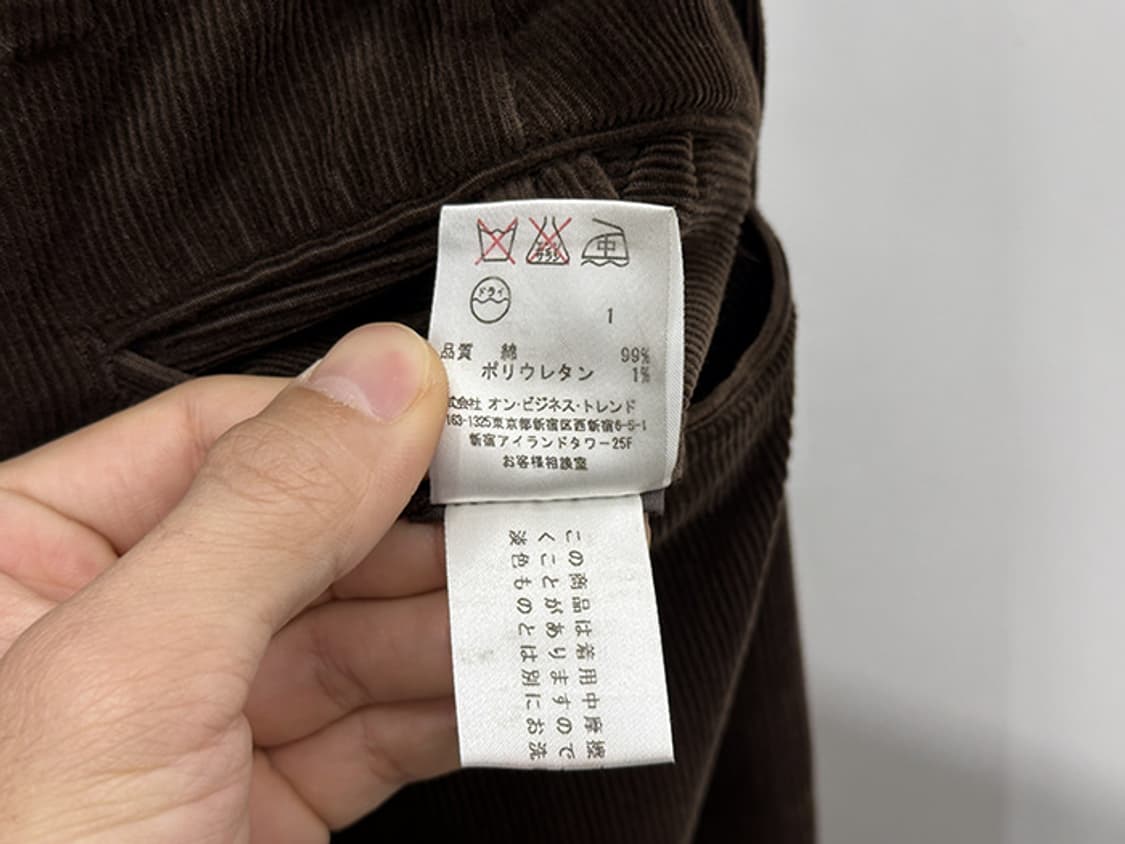 エンソ
中
ドライ
1
品質 綿 99%
ポリウレタン 1%
式会社 オン・ビジネス・トレンド
163-1325東京都新宿区西新宿6-5-1
新宿アイランドタワー25F
お客様相談室
この商品は着用中摩擦
くことがありますので
淡色ものとは別にお洗